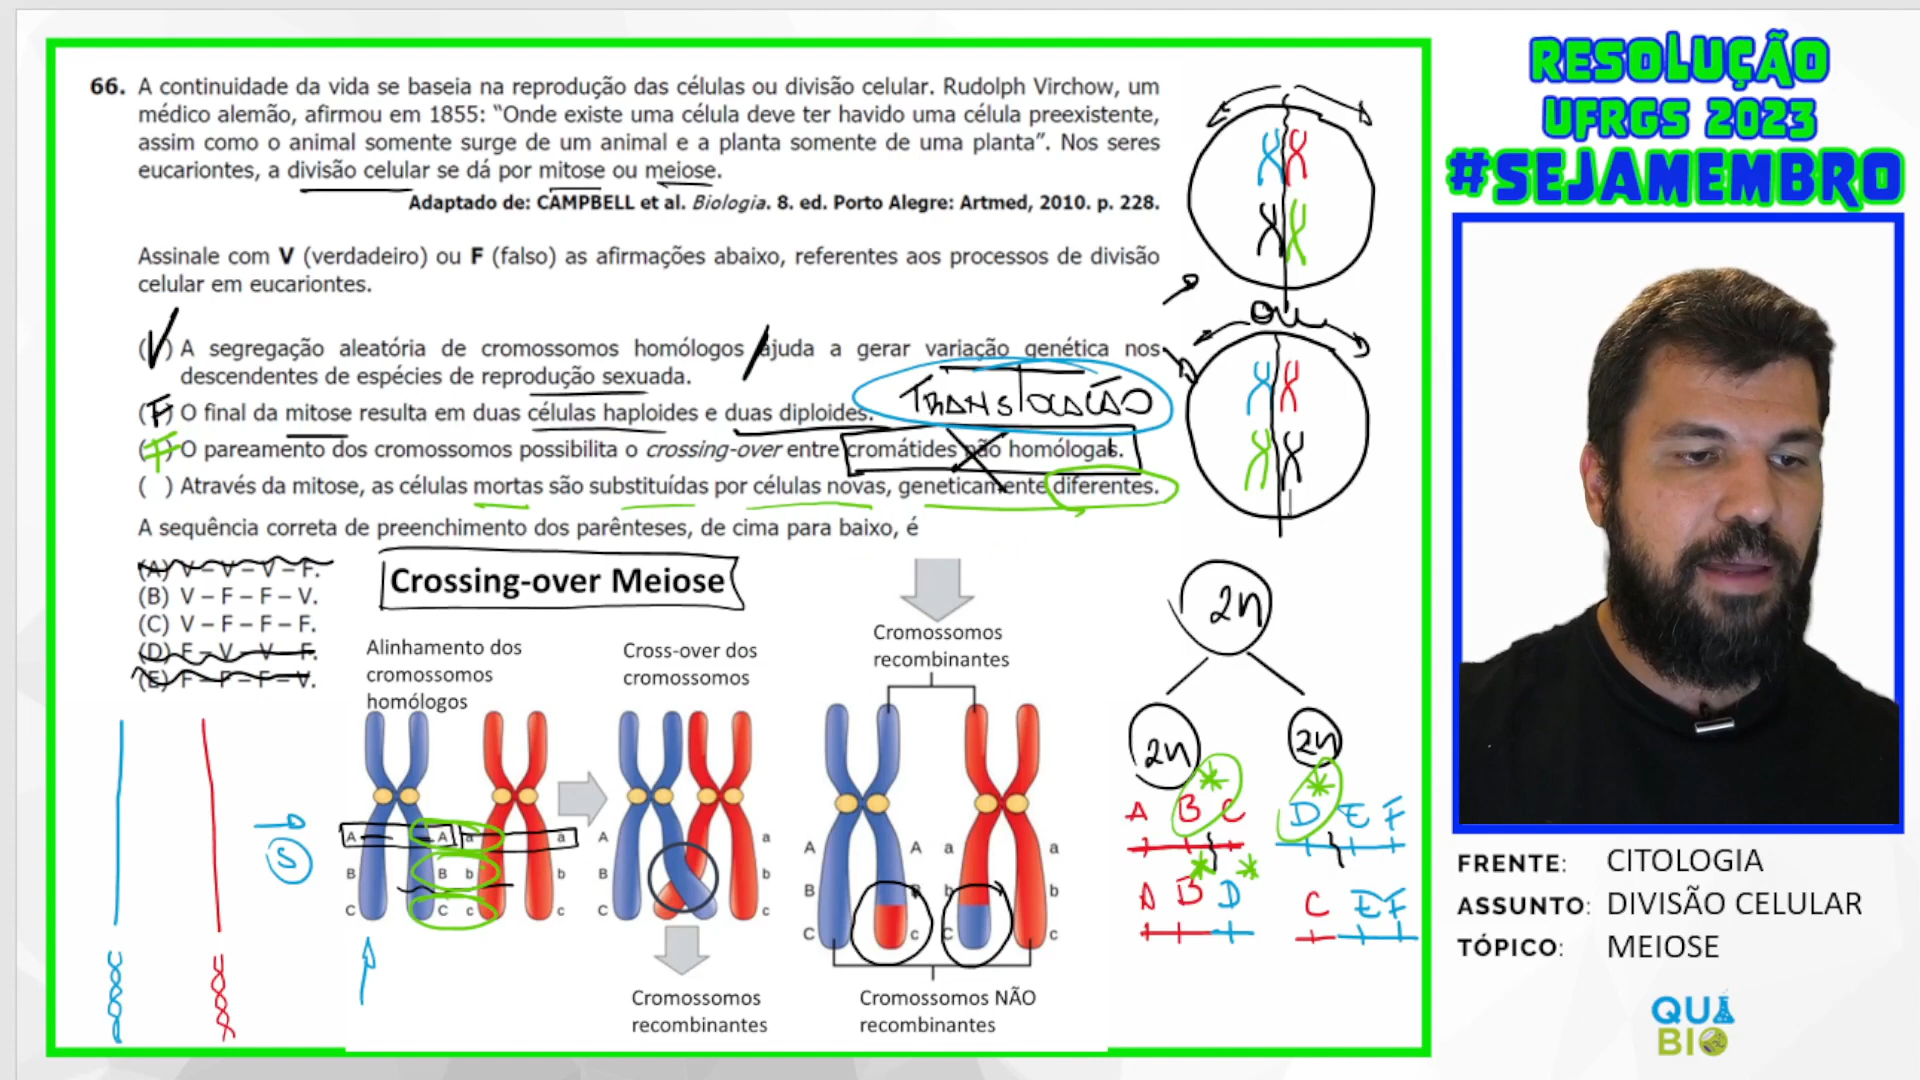 66. A continuidade da vida se baseia na reprodução das células ou divisão celular. Rudolph Virchow, um
médico alemão, afirmou em 1855: “Onde existe uma célula deve ter havido uma célula preexistente,
assim como o animal somente surge de um animal e a planta somente de uma planta”. Nos seres
eucariontes, a divisão celular se dá por mitose ou meiose.
Adaptado de: CAMPBELL et al. Biologia. 8. ed. Porto Alegre: Artmed, 2010. p. 228.
Assinale com V (verdadeiro) ou F (falso) as afirmações abaixo, referentes aos processos de divisão
celular em eucariontes.
(V) A segregação aleatória de cromossomos homólogos ajuda a gerar variação genética nos
descendentes de espécies de reprodução sexuada.
(F) O final da mitose resulta em duas células haploides e duas diploides.
TRANSLOCAÇÃO
(F) O pareamento dos cromossomos possibilita o crossing-over entre cromátides não homólogas.
( ) Através da mitose, as células mortas são substituídas por células novas, geneticamente diferentes.
A sequência correta de preenchimento dos parênteses, de cima para baixo, é
(A) V – V – V – F.
(B) V – F – F – V.
(C) V – F – F – F.
(D) F – V – V – F.
(E) F – F – F – V.
OU
Crossing-over Meiose
Alinhamento dos
cromossomos
homólogos
Cross-over dos
cromossomos
Cromossomos
recombinantes
A A a a
B B b b
C C c c
A a
B b
C c
A A a a
B B b b
C c C c
Cromossomos
recombinantes
Cromossomos NÃO
recombinantes
S
2n
2n 2n
A B C D E F
A B D C E F
RESOLUÇÃO
UFRGS 2023
#SEJAMEMBRO
FRENTE: CITOLOGIA
ASSUNTO: DIVISÃO CELULAR
TÓPICO: MEIOSE
QUI
BIO